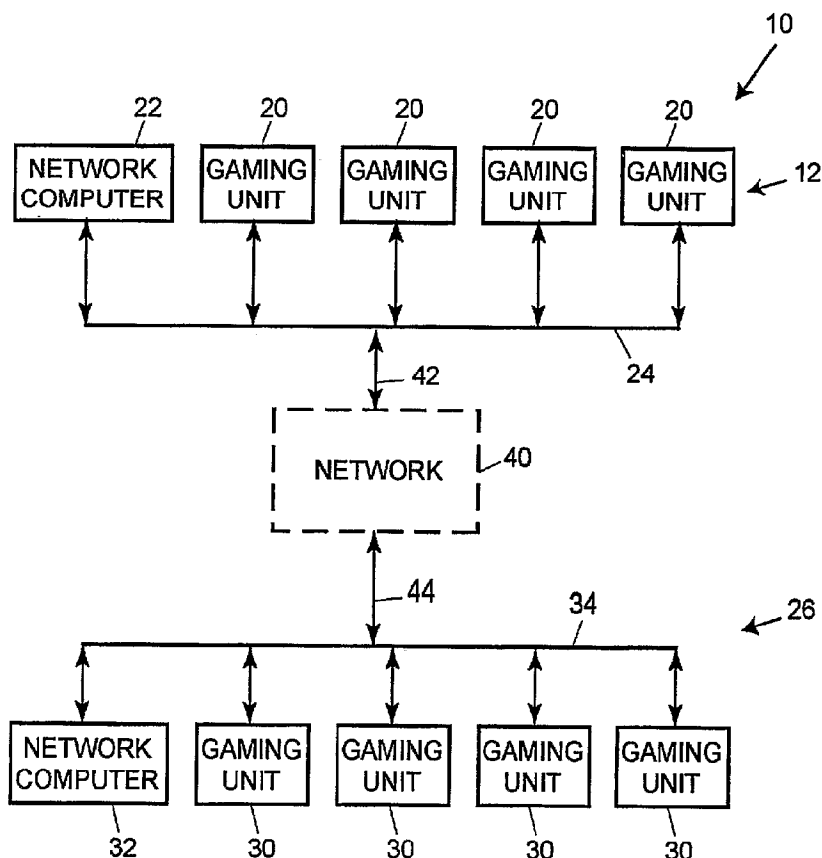 10
22 20 20 20 20
NETWORK COMPUTER
GAMING UNIT
GAMING UNIT
GAMING UNIT
GAMING UNIT
12
24
42
NETWORK
40
44
34
26
NETWORK COMPUTER
GAMING UNIT
GAMING UNIT
GAMING UNIT
GAMING UNIT
32 30 30 30 30